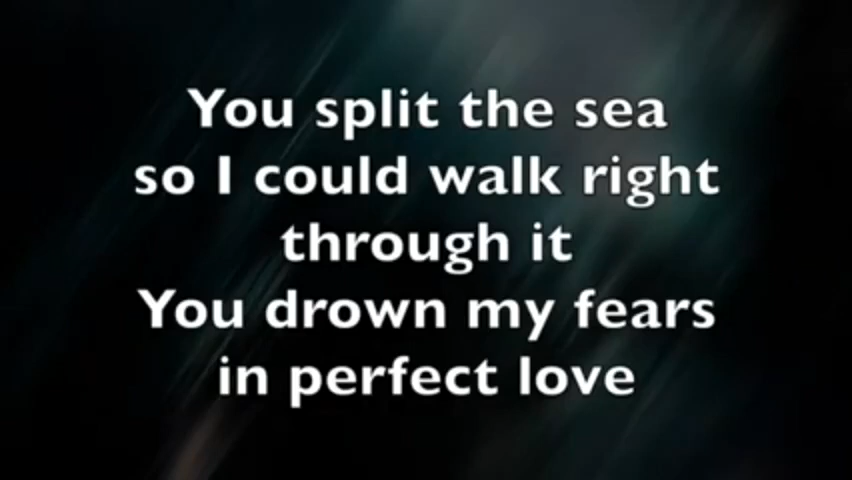 You split the sea
so I could walk right
through it
You drown my fears
in perfect love